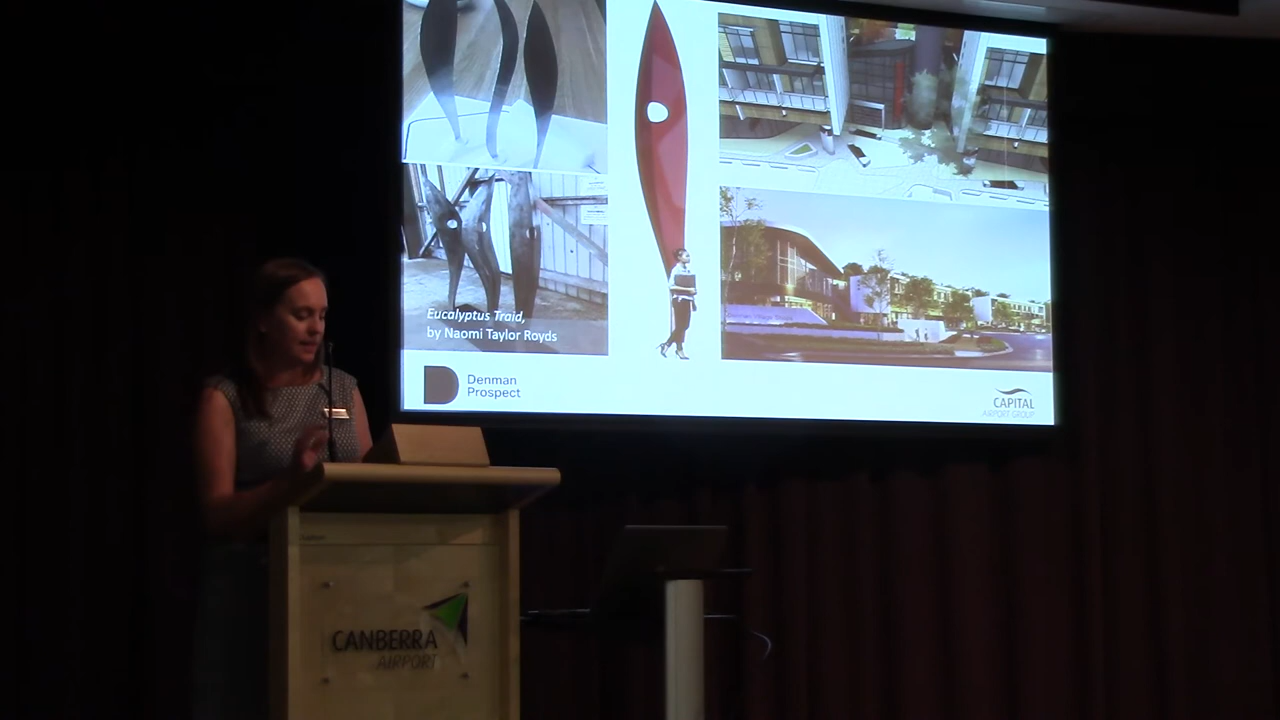 Eucalyptus Traid,
by Naomi Taylor Royds
Denman
Prospect
CAPITAL
AIRPORT GROUP
CANBERRA
AIRPORT